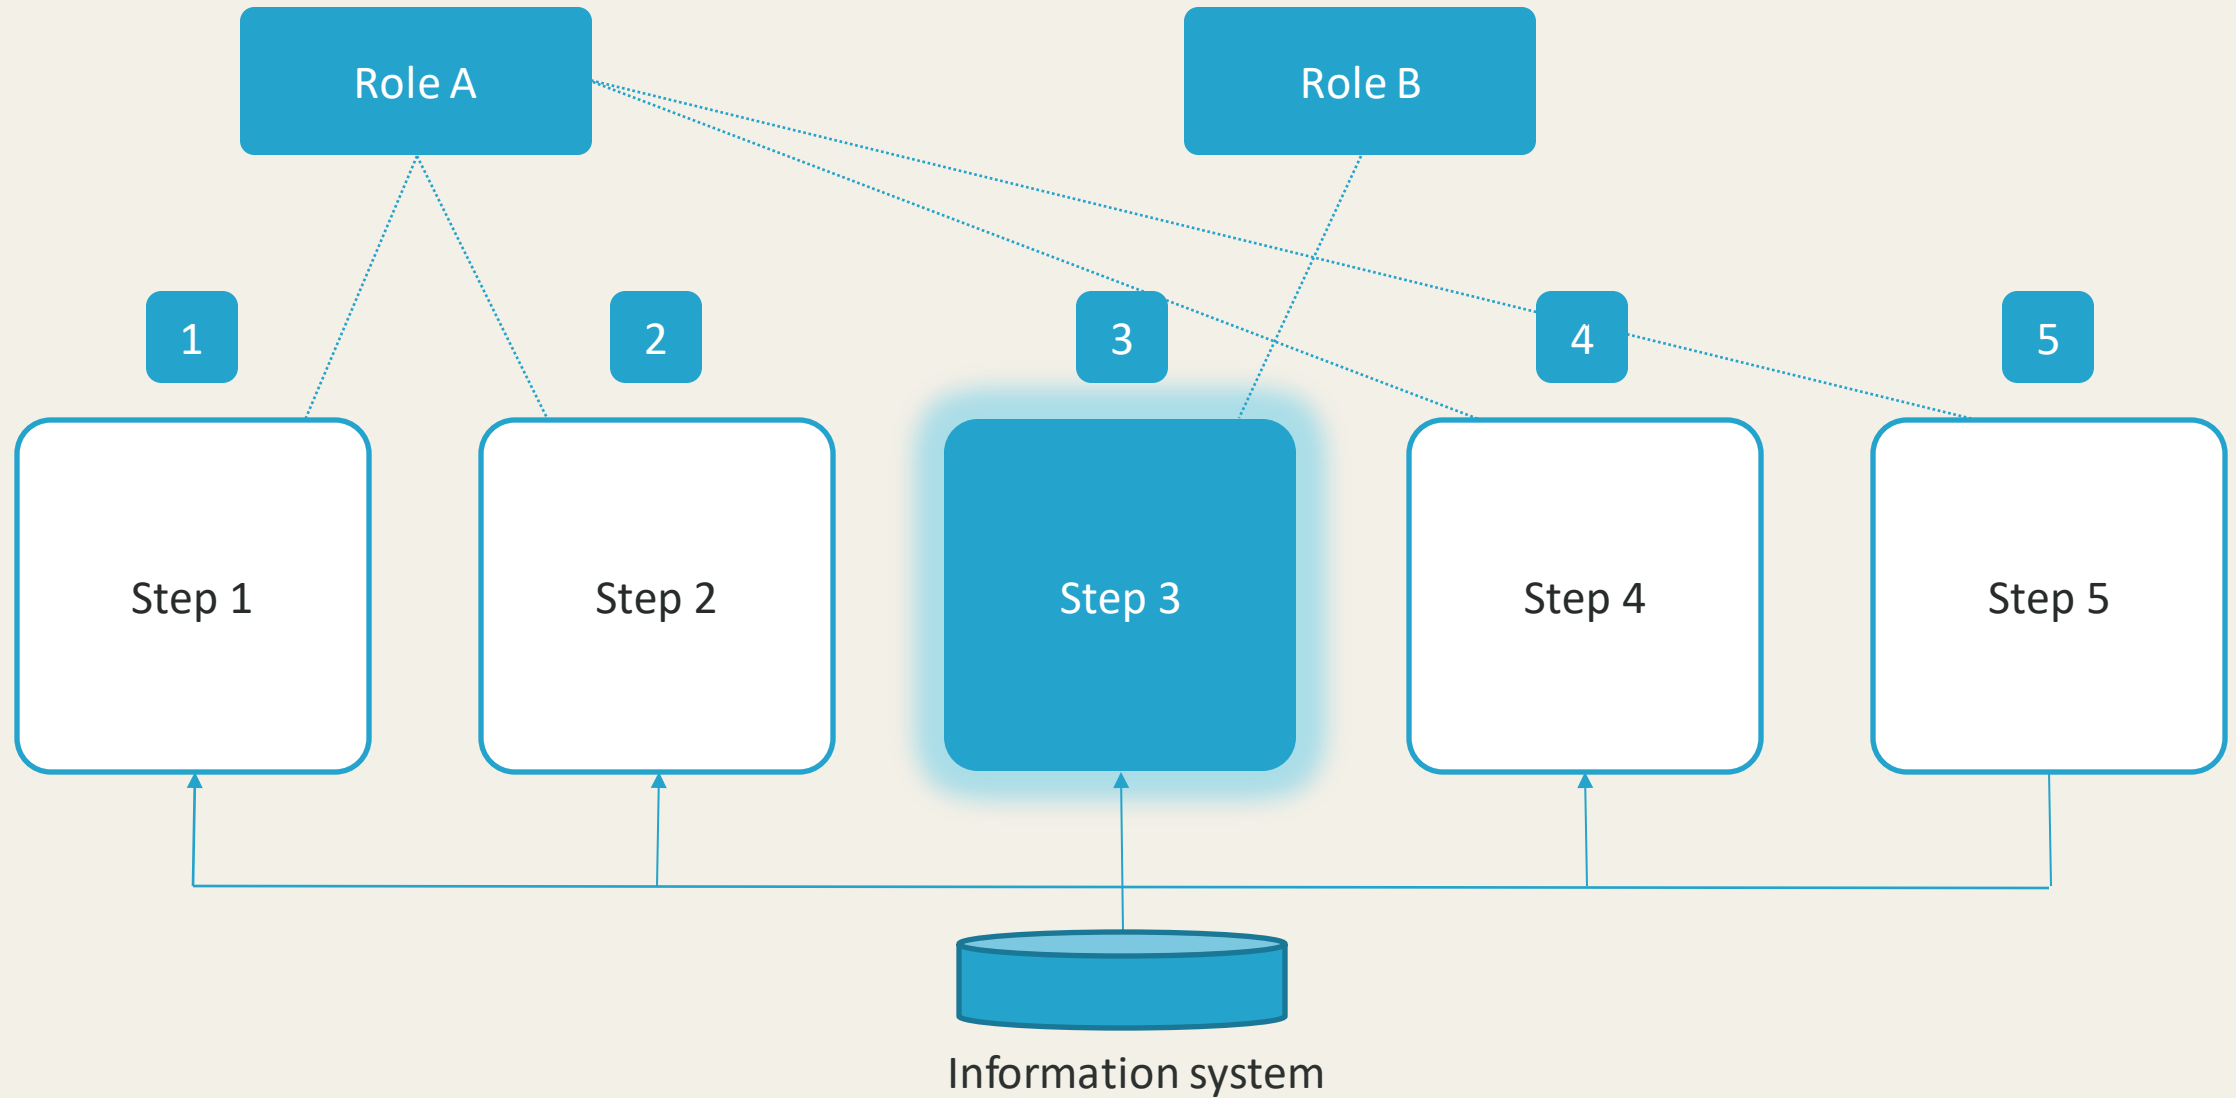 Role A
Role B
1
2
3
4
5
Step 1
Step 2
Step 3
Step 4
Step 5
Information system